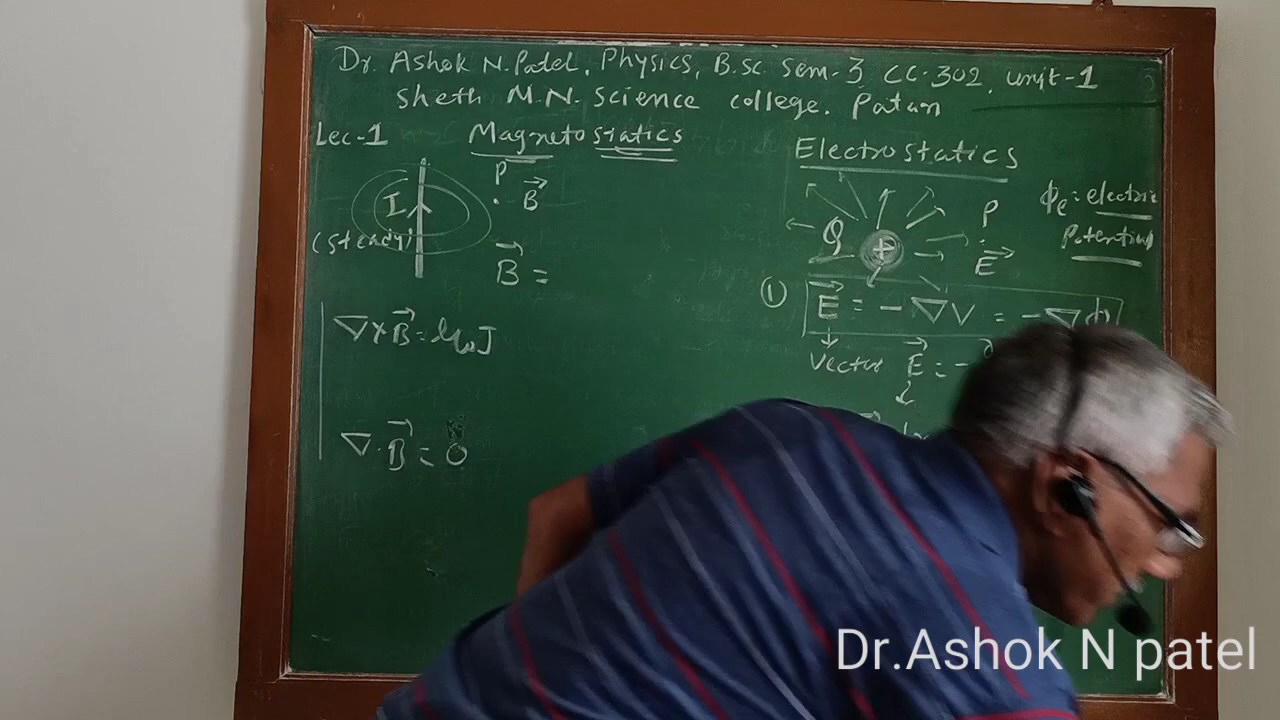 Dr. Ashok N. Patel, Physics, B.Sc. Sem-3 CC-302, Unit-1
Sheth M.N. Science college. Patan
Lec-1 Magnetostatics
I
(Steady)
P
B⃗
B⃗ =
∇×B⃗ = μ₀J
∇·B⃗ = 0
Electrostatics
Q +
P
E⃗
ϕe = electric
Potential
① E⃗ = -∇V = -∇ϕ
Vector E⃗ = -
Dr.Ashok N patel